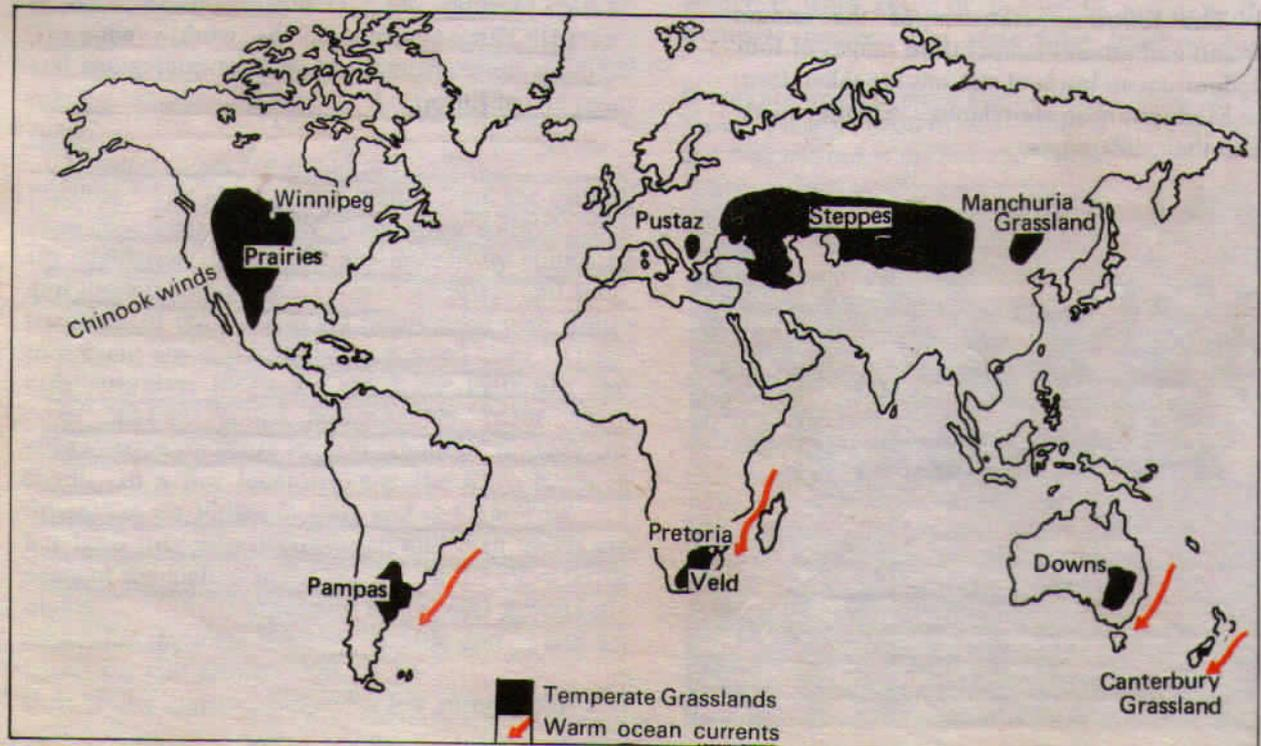 Winnipeg
Prairies
Chinook winds
Pustaz
Steppes
Manchuria
Grassland
Pampas
Pretoria
Veld
Downs
Canterbury
Grassland
Temperate Grasslands
Warm ocean currents